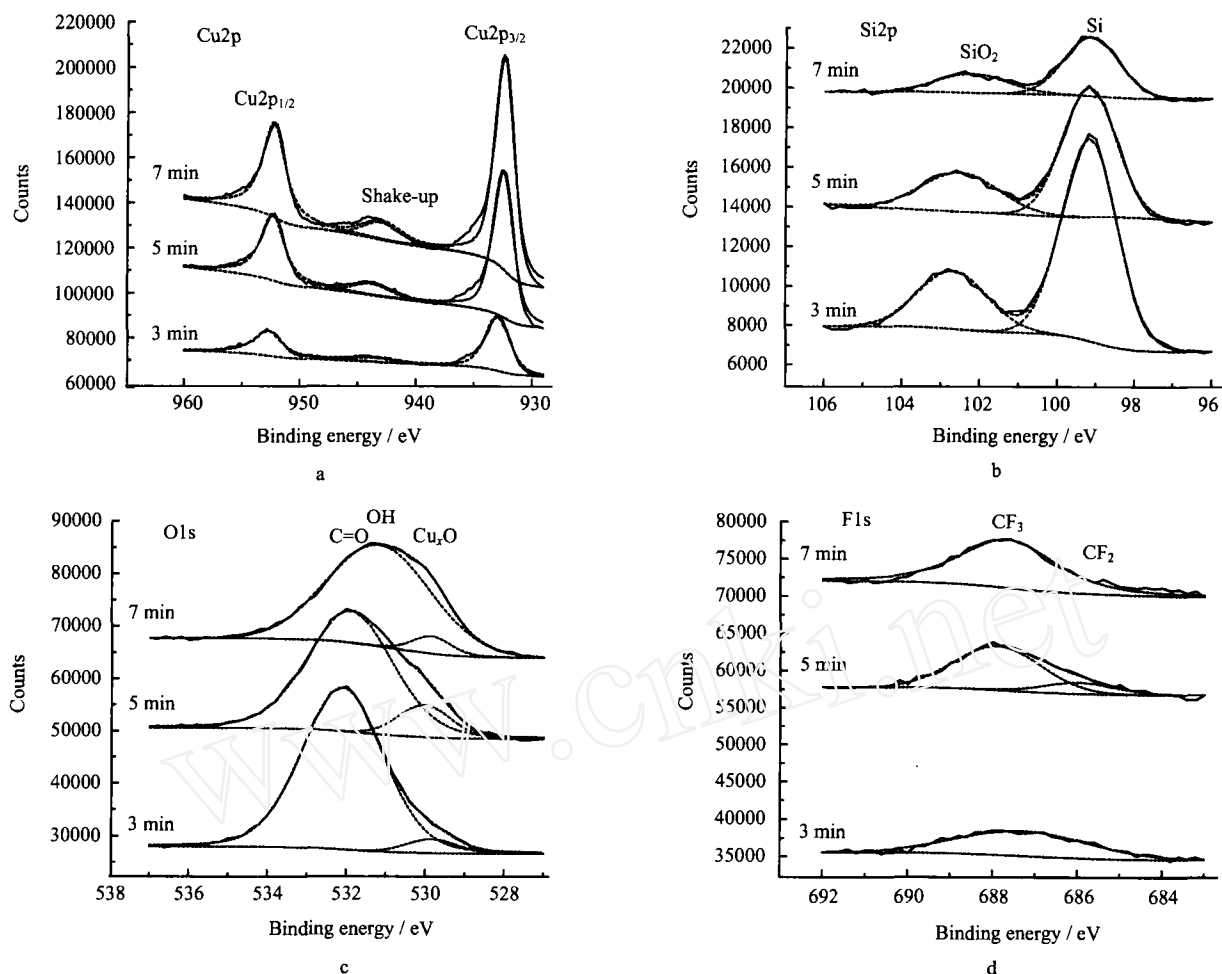 220000
200000
180000
160000
140000
120000
100000
80000
60000
Counts
Cu2p
Cu2p3/2
Cu2p1/2
Shake-up
7 min
5 min
3 min
960 950 940 930
Binding energy / eV
a
22000
20000
18000
16000
14000
12000
10000
8000
6000
Counts
Si2p
SiO2
Si
7 min
5 min
3 min
106 104 102 100 98 96
Binding energy / eV
b
90000
80000
70000
60000
50000
40000
30000
Counts
O1s
OH
C=O
CuxO
7 min
5 min
3 min
538 536 534 532 530 528
Binding energy / eV
c
80000
75000
70000
65000
60000
55000
50000
45000
40000
35000
Counts
F1s
CF3
CF2
7 min
5 min
3 min
692 690 688 686 684
Binding energy / eV
d
www.cnki.net